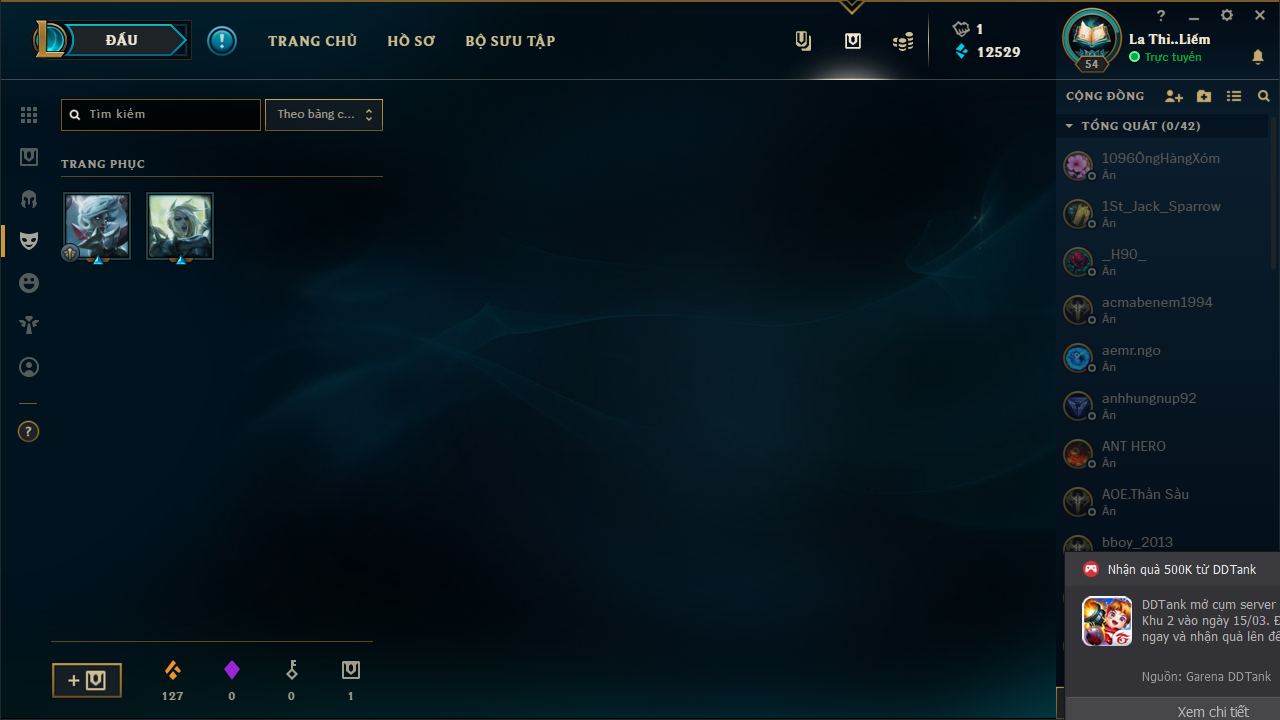 ĐẤU
TRANG CHỦ
HỒ SƠ
BỘ SƯU TẬP
1
12529
54
La Thì..Liếm
Trực tuyến
Tìm kiếm
Theo bảng c...
TRANG PHỤC
127
0
0
1
CỘNG ĐỒNG
TỔNG QUÁT (0/42)
1096ÔngHàngXóm
Ẩn
1St_Jack_Sparrow
Ẩn
_H90_
Ẩn
acmabenem1994
Ẩn
aemr.ngo
Ẩn
anhhungnup92
Ẩn
ANT HERO
Ẩn
AOE.Thần Sầu
Ẩn
bboy_2013
Nhận quà 500K từ DDTank
DDTank mở cụm server
Khu 2 vào ngày 15/03. Đ
ngay và nhận quà lên đế
Nguồn: Garena DDTank
Xem chi tiết